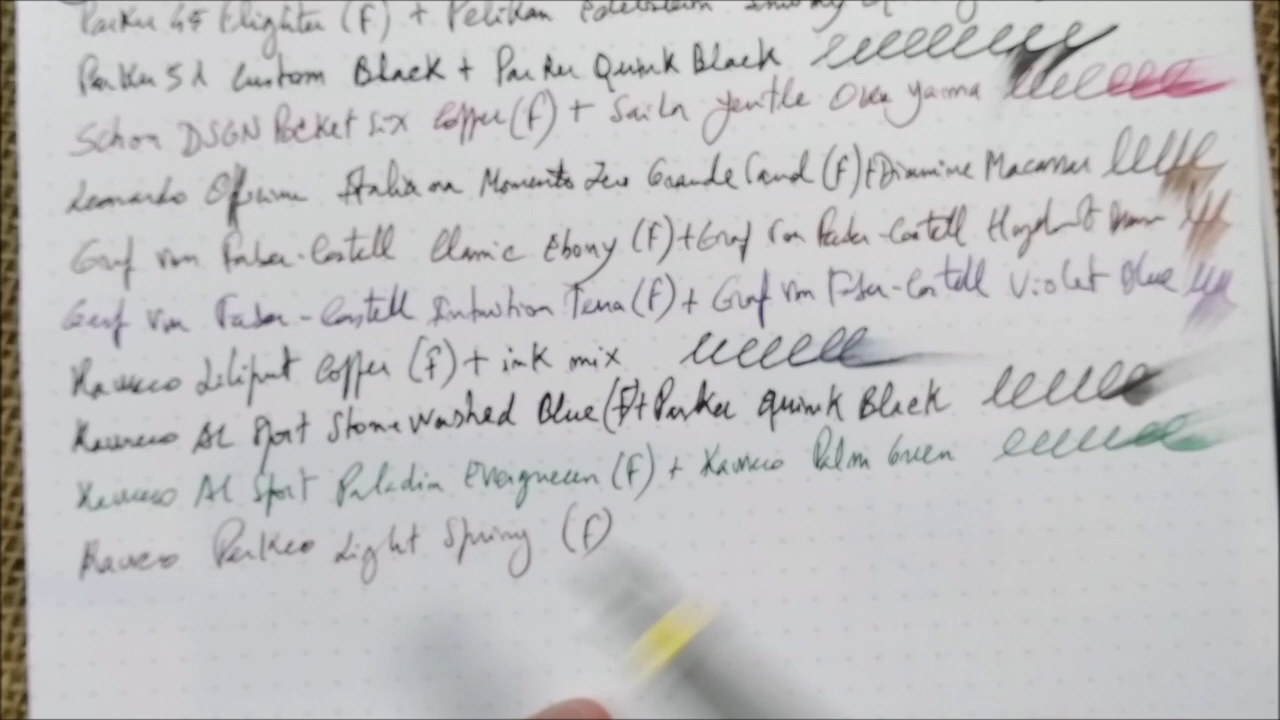 Parker 45 Flighter (F) + Pelikan Edelstein
Parker 51 Custom Black + Parker Quink Black
Schon DSGN Pocket Six Copper (F) + Sailor Jentle Oku Yama
Leonardo Officina Italiana Momento Zero Grande (F) + Diamine Macassar
Graf von Faber-Castell Classic Ebony (F) + Graf von Faber-Castell Hazelnut Brown
Graf von Faber-Castell Intuition Terra (F) + Graf von Faber-Castell Violet Blue
Kaweco Liliput Copper (F) + ink mix
Kaweco AL Sport Stonewashed Blue (F) + Parker Quink Black
Kaweco AL Sport Paladin Evergreen (F) + Kaweco Palm Green
Kaweco Perkeo Light Spring (F)